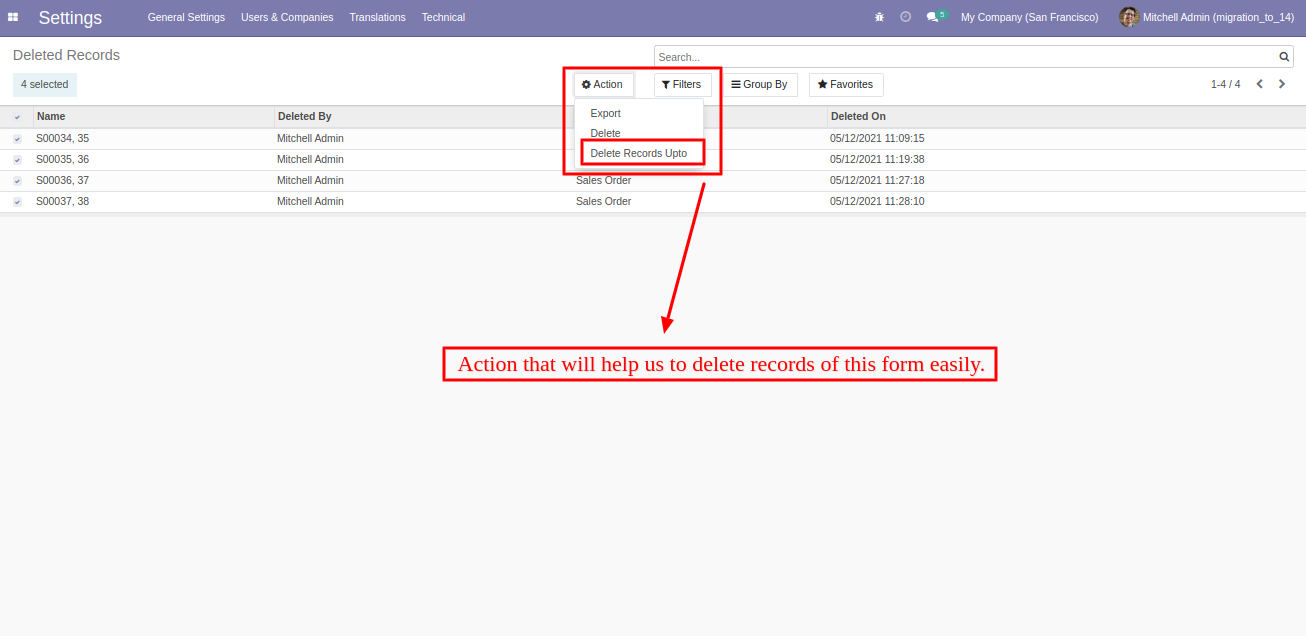 Settings General Settings Users & Companies Translations Technical 5 My Company (San Francisco) Mitchell Admin (migration_to_14)
Deleted Records Search...
4 selected Action Filters Group By Favorites 1-4 / 4
Export
Delete
Delete Records Upto
Name Deleted By Deleted On
S00034, 35 Mitchell Admin 05/12/2021 11:09:15
S00035, 36 Mitchell Admin 05/12/2021 11:19:38
S00036, 37 Mitchell Admin Sales Order 05/12/2021 11:27:18
S00037, 38 Mitchell Admin Sales Order 05/12/2021 11:28:10
Action that will help us to delete records of this form easily.